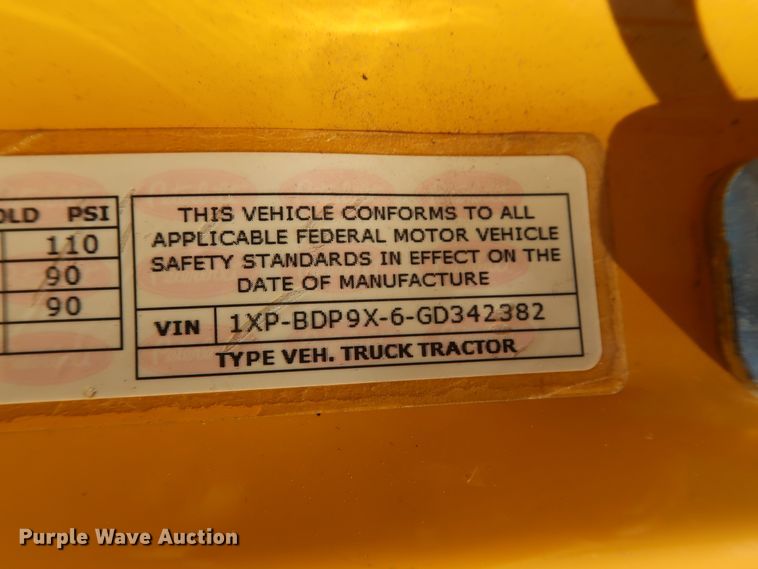 OLD PSI
110
90
90
THIS VEHICLE CONFORMS TO ALL
APPLICABLE FEDERAL MOTOR VEHICLE
SAFETY STANDARDS IN EFFECT ON THE
DATE OF MANUFACTURE
VIN 1XP-BDP9X-6-GD342382
TYPE VEH. TRUCK TRACTOR
Purple Wave Auction